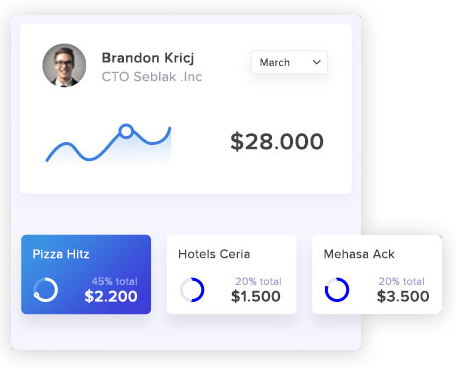 Brandon Kricj
CTO Seblak .Inc
March
$28.000
Pizza Hitz
45% total
$2.200
Hotels Ceria
20% total
$1.500
Mehasa Ack
20% total
$3.500